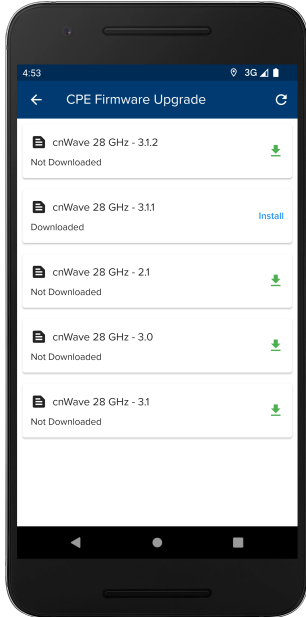 4:53 3G
CPE Firmware Upgrade
cnWave 28 GHz - 3.1.2
Not Downloaded
cnWave 28 GHz - 3.1.1
Install
Downloaded
cnWave 28 GHz - 2.1
Not Downloaded
cnWave 28 GHz - 3.0
Not Downloaded
cnWave 28 GHz - 3.1
Not Downloaded